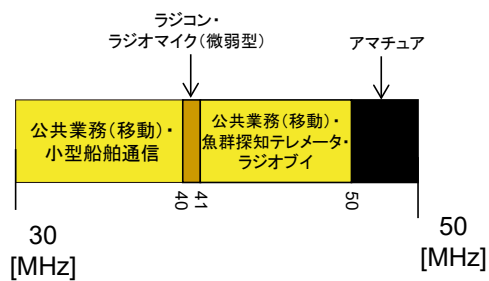 ラジコン・
ラジオマイク(微弱型)
アマチュア
公共業務(移動)・
小型船舶通信
公共業務(移動)・
魚群探知テレメータ・
ラジオブイ
40
41
50
30
[MHz]
50
[MHz]